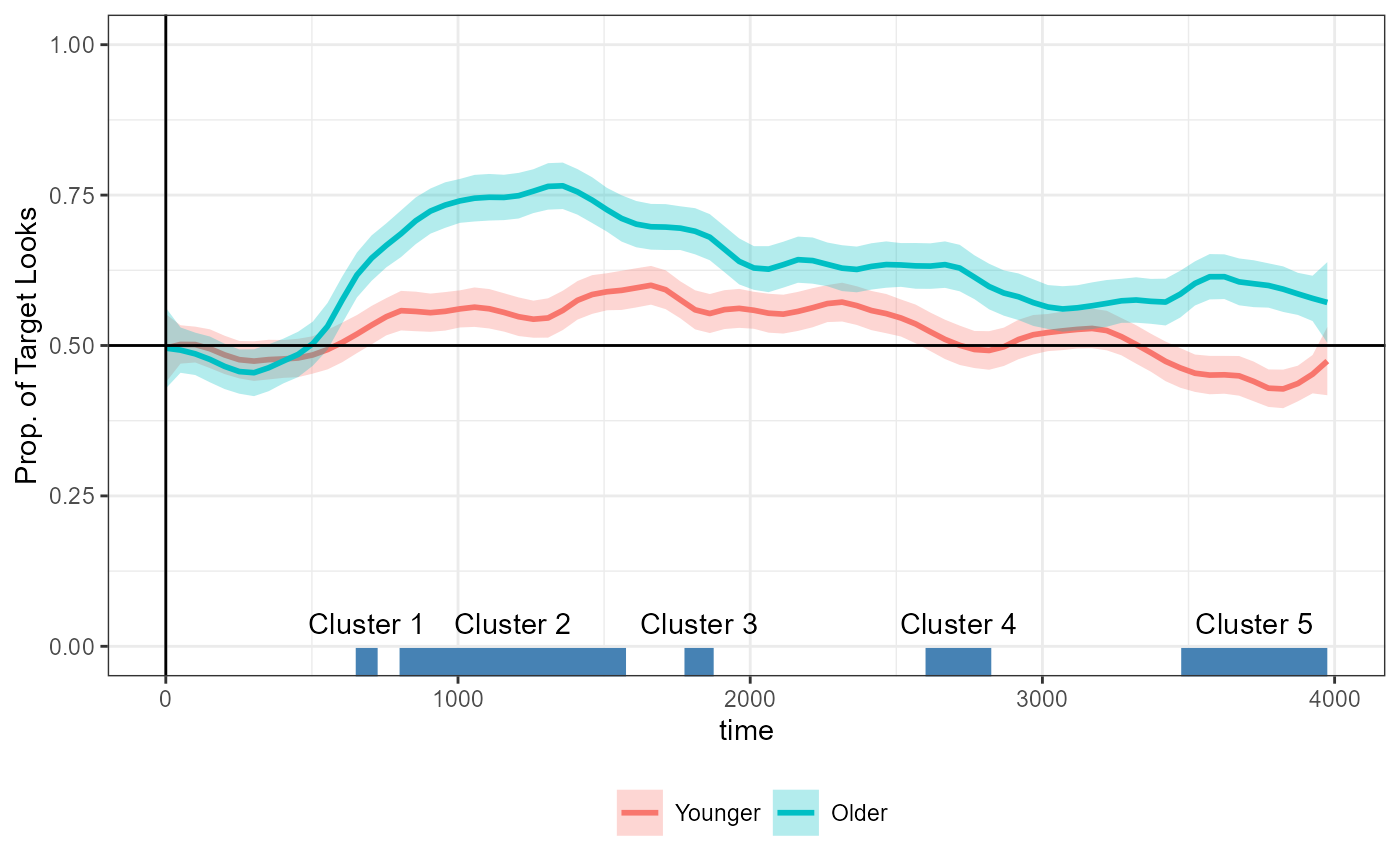 1.00
0.75
0.50
0.25
0.00
Prop. of Target Looks
Cluster 1 Cluster 2 Cluster 3 Cluster 4 Cluster 5
0 1000 2000 3000 4000
time
Younger Older